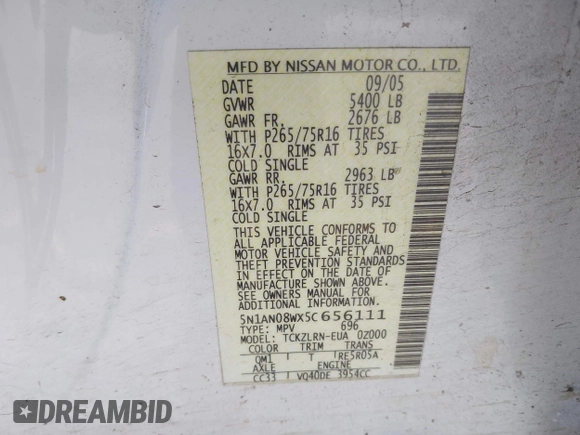 MFD BY NISSAN MOTOR CO., LTD.
DATE 09/05
GVWR 5400 LB
GAWR FR. 2676 LB
WITH P265/75R16 TIRES
16X7.0 RIMS AT 35 PSI
COLD SINGLE
GAWR RR. 2963 LB
WITH P265/75R16 TIRES
16X7.0 RIMS AT 35 PSI
COLD SINGLE
THIS VEHICLE CONFORMS TO
ALL APPLICABLE FEDERAL
MOTOR VEHICLE SAFETY AND
THEFT PREVENTION STANDARDS
IN EFFECT ON THE DATE OF
MANUFACTURE SHOWN ABOVE.
SEE OWNERS MANUAL FOR
ADDITIONAL INFORMATION.
5N1AN08WX5C656111
TYPE: MPV 696
MODEL: TCKZLRN-EUA 0Z000
COLOR TRIM TRANS
QM1 T RE5R05A
AXLE ENGINE
CC33 VQ40DE 3954CC
DREAMBID